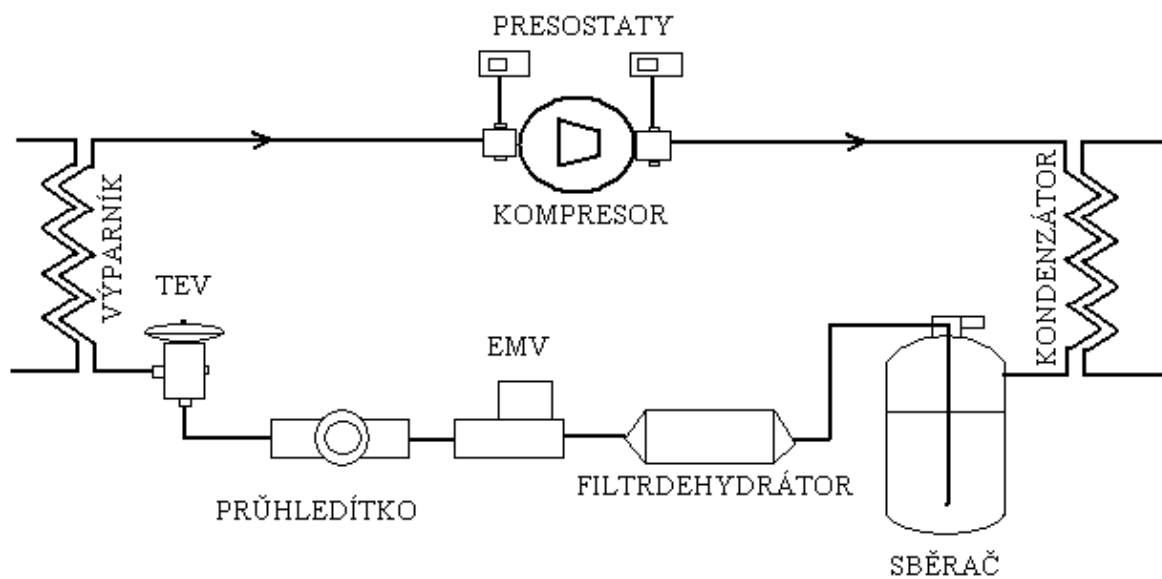 PRESOSTATY
KOMPRESOR
VÝPARNÍK
KONDENZÁTOR
TEV
EMV
PRŮHLEDÍTKO
FILTRDEHYDRÁTOR
SBĚRAČ